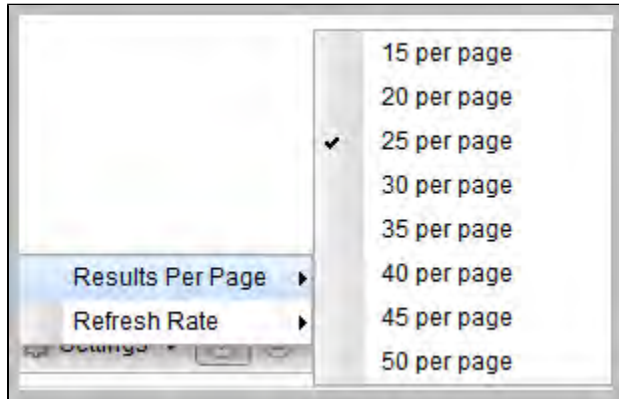 15 per page
20 per page
25 per page
30 per page
35 per page
40 per page
45 per page
50 per page
Results Per Page
Refresh Rate
Settings